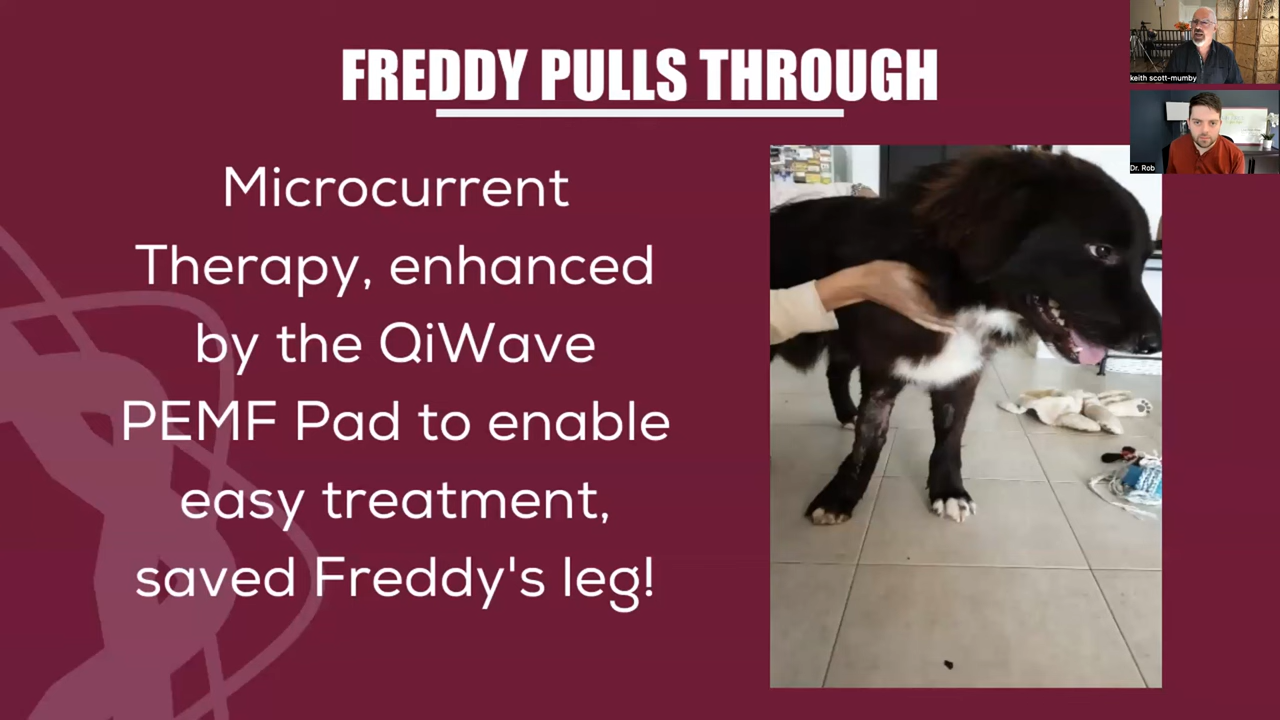 FREDDY PULLS THROUGH
Microcurrent
Therapy, enhanced
by the QiWave
PEMF Pad to enable
easy treatment,
saved Freddy's leg!
keith scott-mumby
Dr. Rob